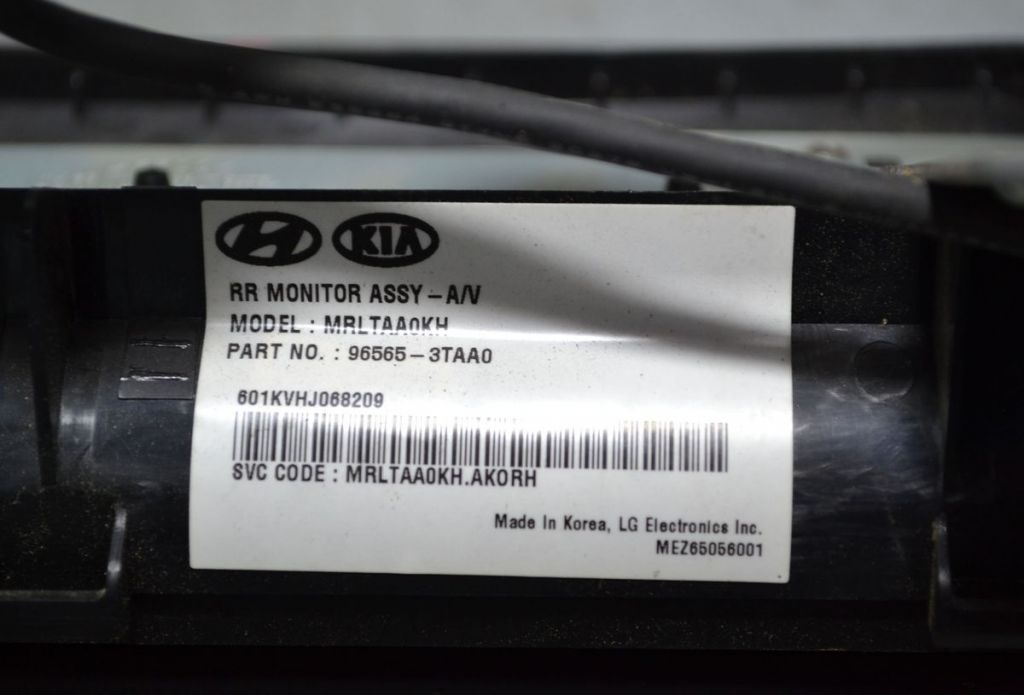 KIA
RR MONITOR ASSY – A/V
MODEL : MRLTAA0KH
PART NO. : 96565 – 3TAA0
601KVHJ068209
SVC CODE : MRLTAA0KH.AKORH
Made In Korea, LG Electronics Inc.
MEZ65056001